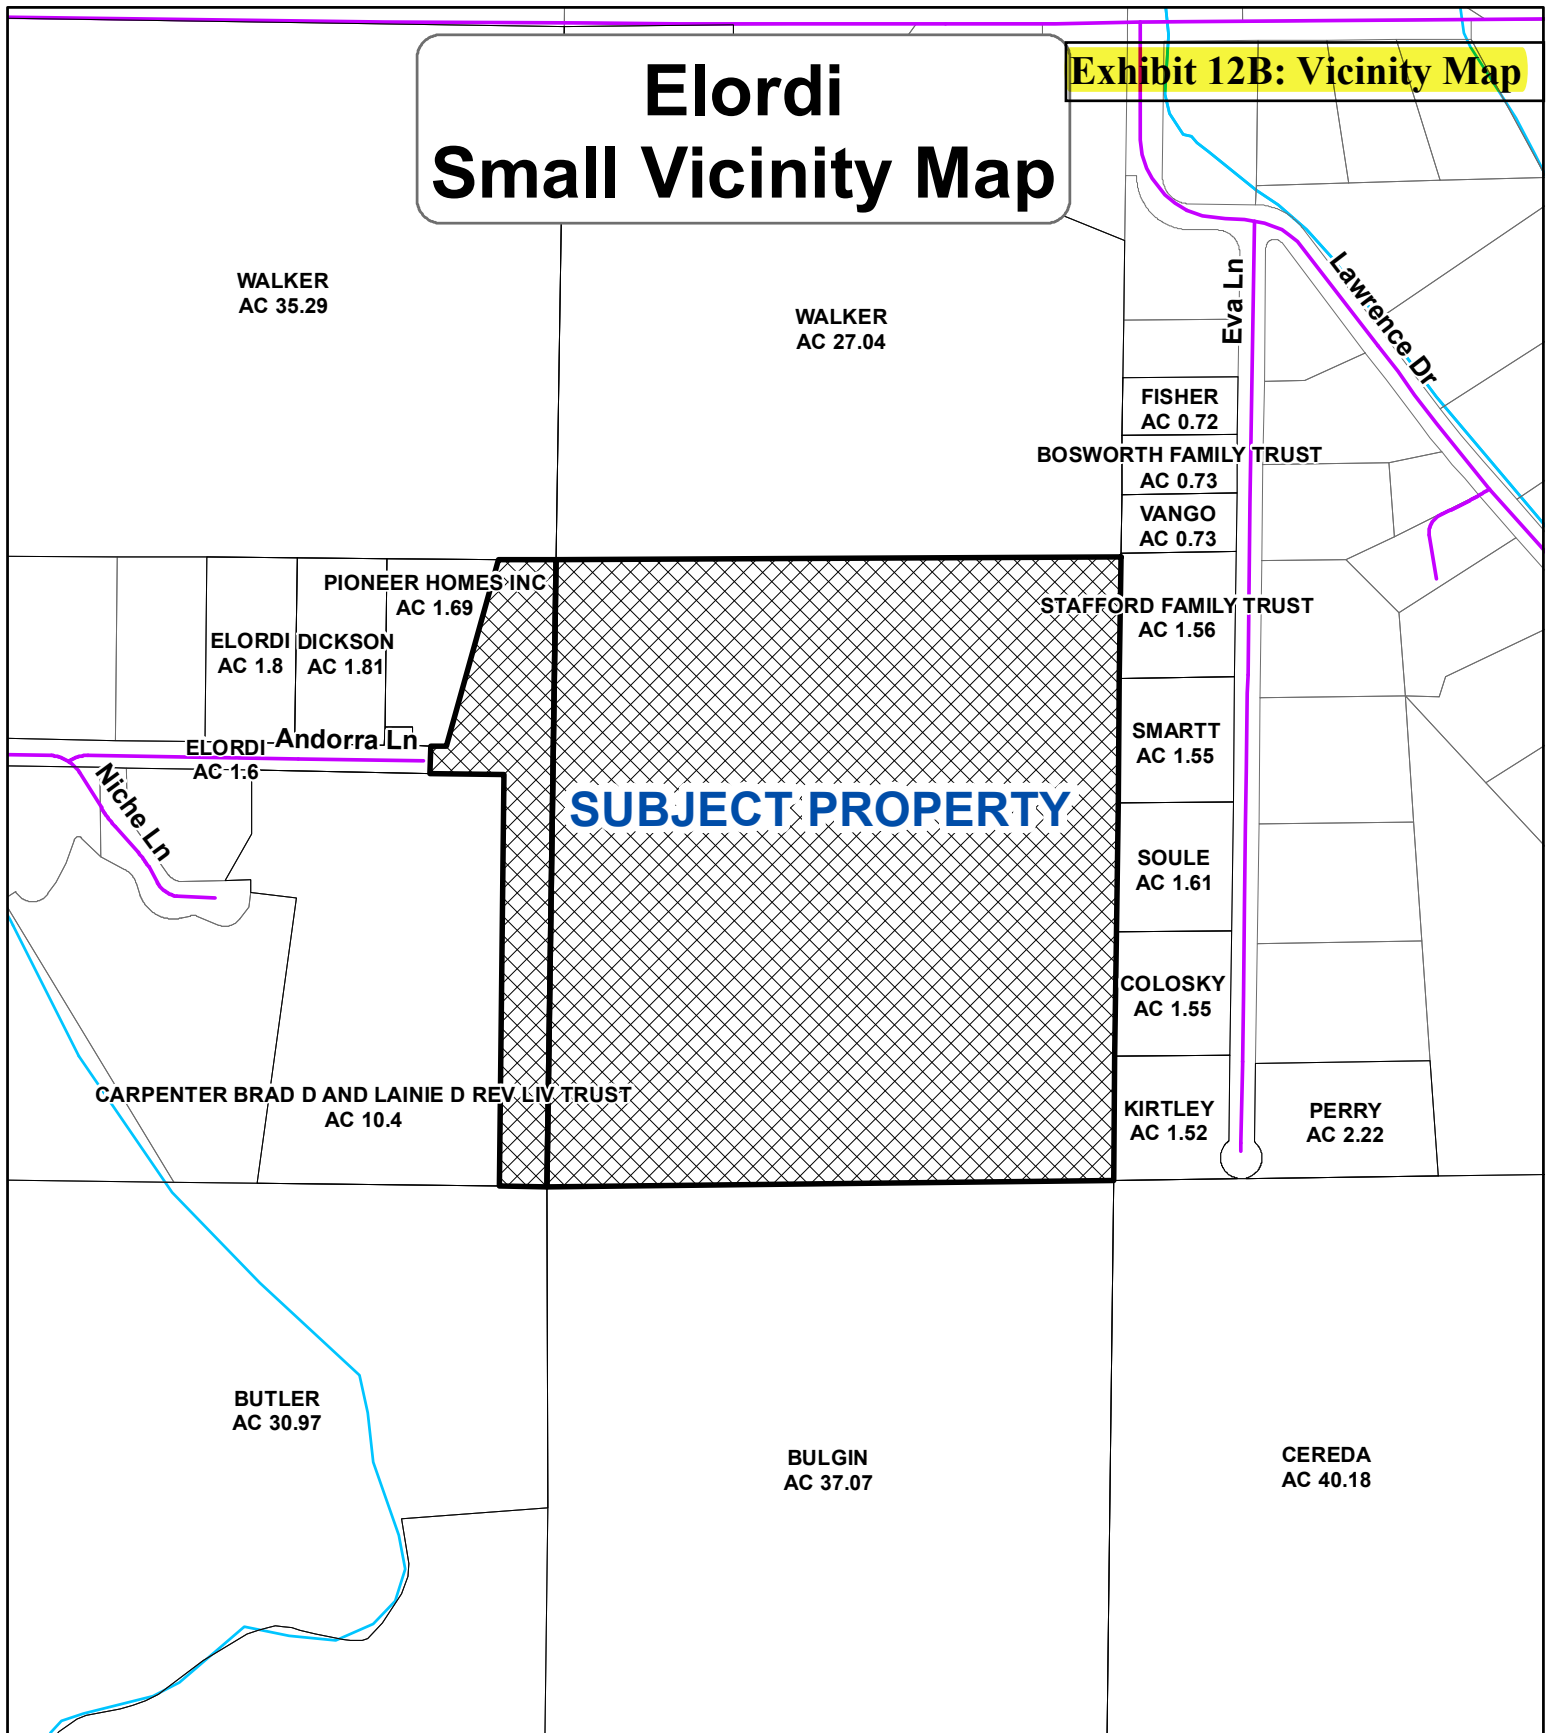 Elordi
Small Vicinity Map
Exhibit 12B: Vicinity Map
WALKER
AC 35.29
WALKER
AC 27.04
Eva Ln
Lawrence Dr
FISHER
AC 0.72
BOSWORTH FAMILY TRUST
AC 0.73
VANGO
AC 0.73
PIONEER HOMES INC
AC 1.69
STAFFORD FAMILY TRUST
AC 1.56
ELORDI
AC 1.8
DICKSON
AC 1.81
Andorra Ln
ELORDI
AC 1.6
SMARTT
AC 1.55
Niche Ln
SUBJECT PROPERTY
SOULE
AC 1.61
COLOSKY
AC 1.55
CARPENTER BRAD D AND LAINIE D REV LIV TRUST
AC 10.4
KIRTLEY
AC 1.52
PERRY
AC 2.22
BUTLER
AC 30.97
BULGIN
AC 37.07
CEREDA
AC 40.18